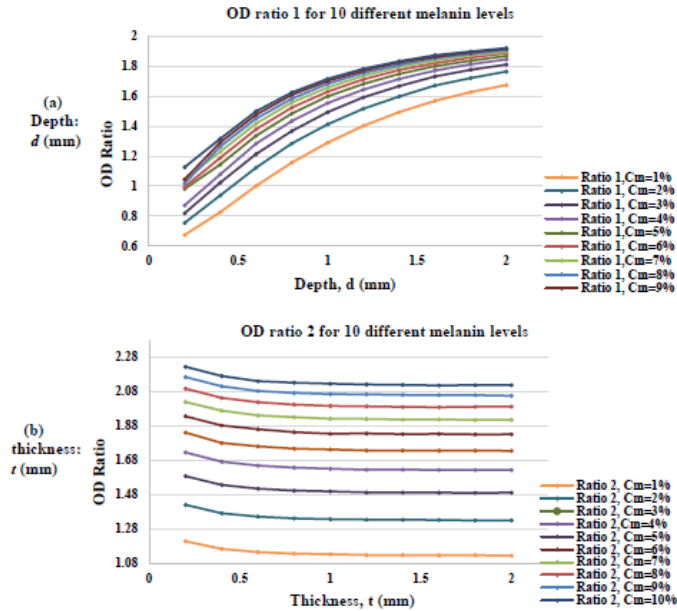 OD ratio 1 for 10 different melanin levels
(a)
Depth:
d (mm)
OD Ratio
2
1.8
1.6
1.4
1.2
1
0.8
0.6
0
0.5
1
1.5
2
Depth, d (mm)
Ratio 1, Cm=1%
Ratio 1, Cm=2%
Ratio 1, Cm=3%
Ratio 1, Cm=4%
Ratio 1,Cm=5%
Ratio 1, Cm=6%
Ratio 1, Cm=7%
Ratio 1, Cm=8%
Ratio 1, Cm=9%
OD ratio 2 for 10 different melanin levels
(b)
thickness:
t (mm)
OD Ratio
2.28
2.08
1.88
1.68
1.48
1.28
1.08
0
0.5
1
1.5
2
Thickness, t (mm)
Ratio 2, Cm=1%
Ratio 2, Cm=2%
Ratio 2, Cm=3%
Ratio 2,Cm=4%
Ratio 2, Cm=5%
Ratio 2, Cm=6%
Ratio 2, Cm=7%
Ratio 2, Cm=8%
Ratio 2, Cm=9%
Ratio 2, Cm=10%